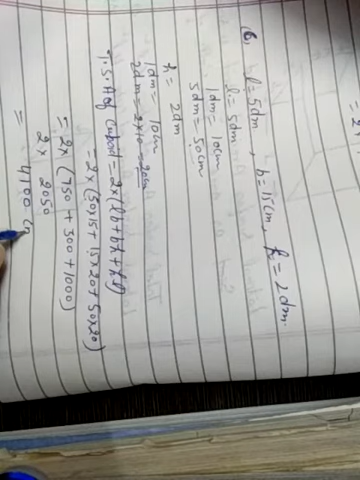 6, l = 5dm , b = 15cm, h = 2dm.
l = 5dm
1dm = 10cm
5dm = 50cm
h = 2dm
1dm = 10cm
2dm = 2×10 = 20cm
T.S.A of Cuboid = 2×(lb + bh + hl)
= 2×(50×15 + 15×20 + 50×20)
= 2×(750 + 300 + 1000)
2× 2050
= 4100